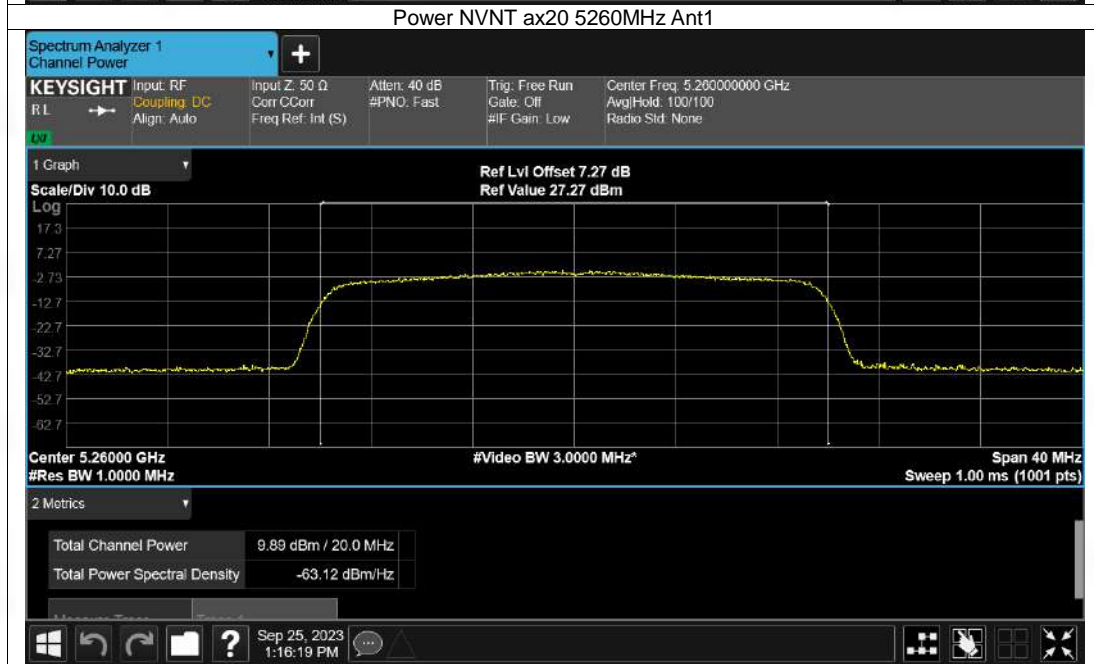 Power NVNT ax20 5260MHz Ant1
Spectrum Analyzer 1
Channel Power
+
KEYSIGHT
Input: RF
Coupling: DC
Align: Auto
Input Z: 50 Ω
Corr CCorr
Freq Ref: Int (S)
Atten: 40 dB
#PNO: Fast
Trig: Free Run
Gate: Off
#IF Gain: Low
Center Freq: 5.260000000 GHz
Avg|Hold: 100/100
Radio Std: None
R L
LXI
1 Graph
Ref Lvl Offset 7.27 dB
Scale/Div 10.0 dB
Ref Value 27.27 dBm
Log
17.3
7.27
-2.73
-12.7
-22.7
-32.7
-42.7
-52.7
-62.7
Center 5.26000 GHz
#Video BW 3.0000 MHz*
Span 40 MHz
#Res BW 1.0000 MHz
Sweep 1.00 ms (1001 pts)
2 Metrics
Total Channel Power 9.89 dBm / 20.0 MHz
Total Power Spectral Density -63.12 dBm/Hz
?
Sep 25, 2023
1:16:19 PM